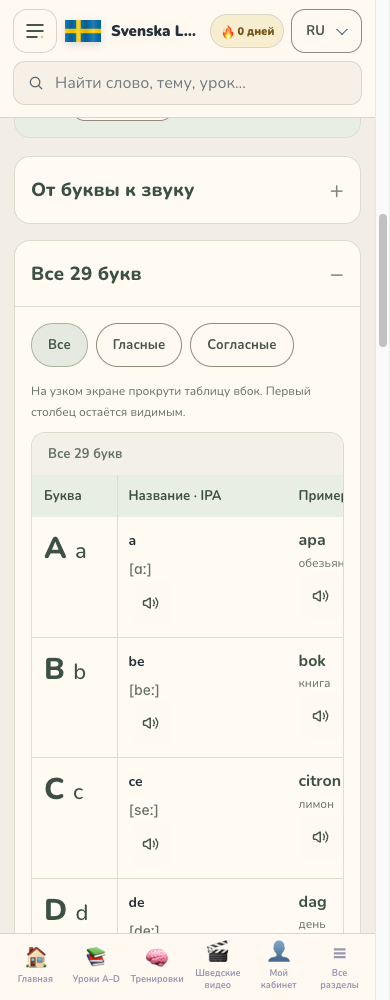 Svenska L...
🔥 0 дней
RU
Найти слово, тему, урок...
От буквы к звуку
Все 29 букв
Все
Гласные
Согласные
На узком экране прокрути таблицу вбок. Первый
столбец остаётся видимым.
Все 29 букв
Буква
Название · IPA
A a
a
[ɑː]
apa
B b
be
[beː]
bok
книга
C c
ce
[seː]
citron
лимон
D d
de
[deː]
dag
день
Главная
Уроки A–D
Тренировки
Шведские
видео
Мой
кабинет
Все
разделы